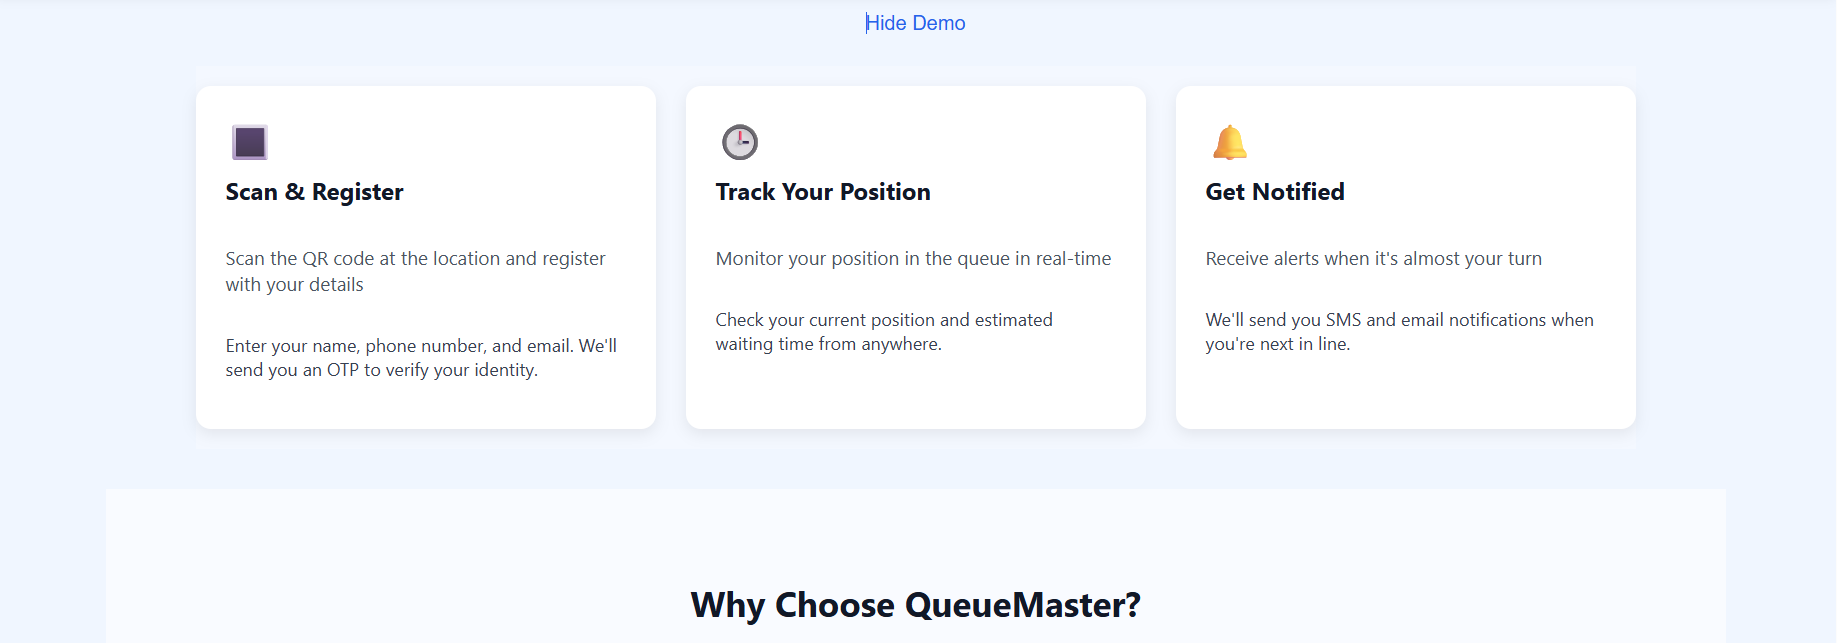 Hide Demo
Scan & Register
Scan the QR code at the location and register
with your details
Enter your name, phone number, and email. We'll
send you an OTP to verify your identity.
Track Your Position
Monitor your position in the queue in real-time
Check your current position and estimated
waiting time from anywhere.
Get Notified
Receive alerts when it's almost your turn
We'll send you SMS and email notifications when
you're next in line.
Why Choose QueueMaster?